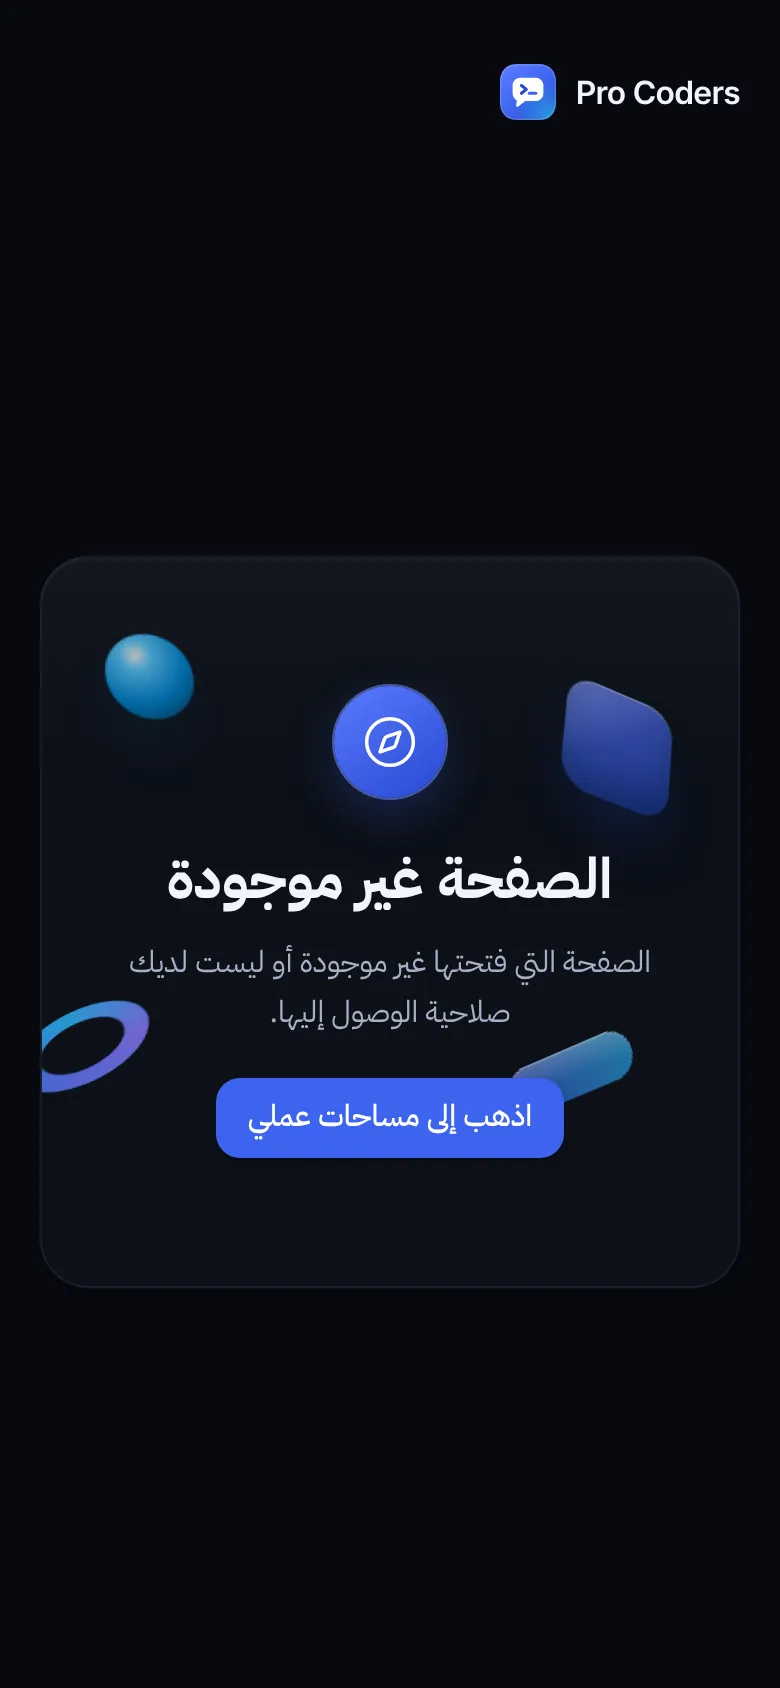 Pro Coders
الصفحة غير موجودة
الصفحة التي فتحتها غير موجودة أو ليست لديك
صلاحية الوصول إليها.
اذهب إلى مساحات عملي